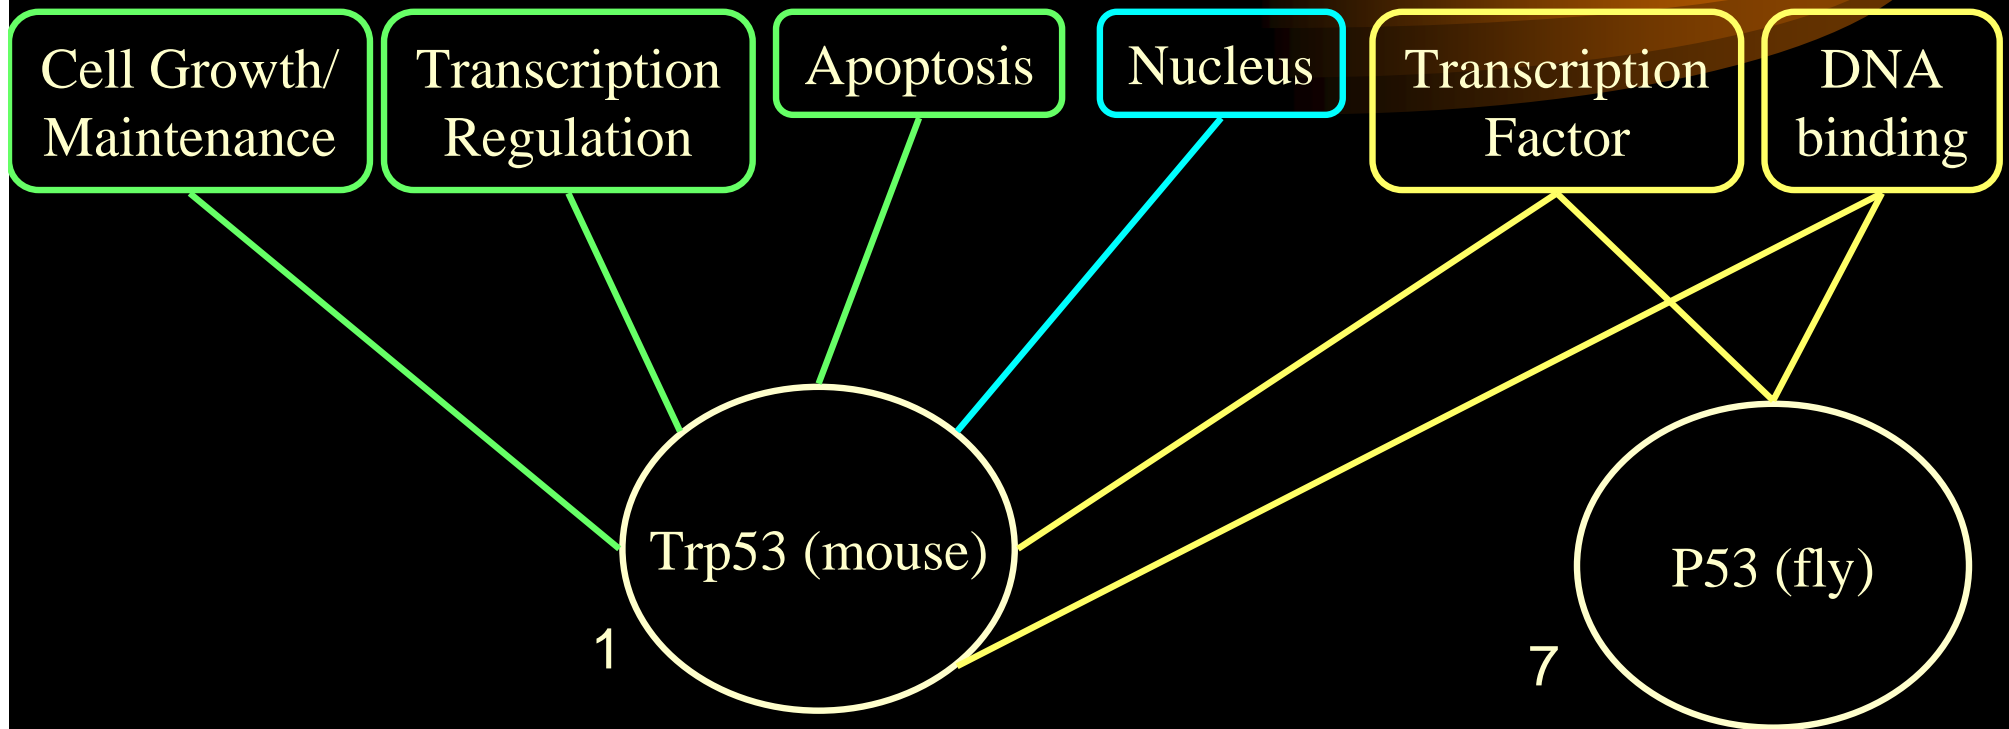 Cell Growth/
Maintenance
Transcription
Regulation
Apoptosis
Nucleus
Transcription
Factor
DNA
binding
Trp53 (mouse)
1
P53 (fly)
7